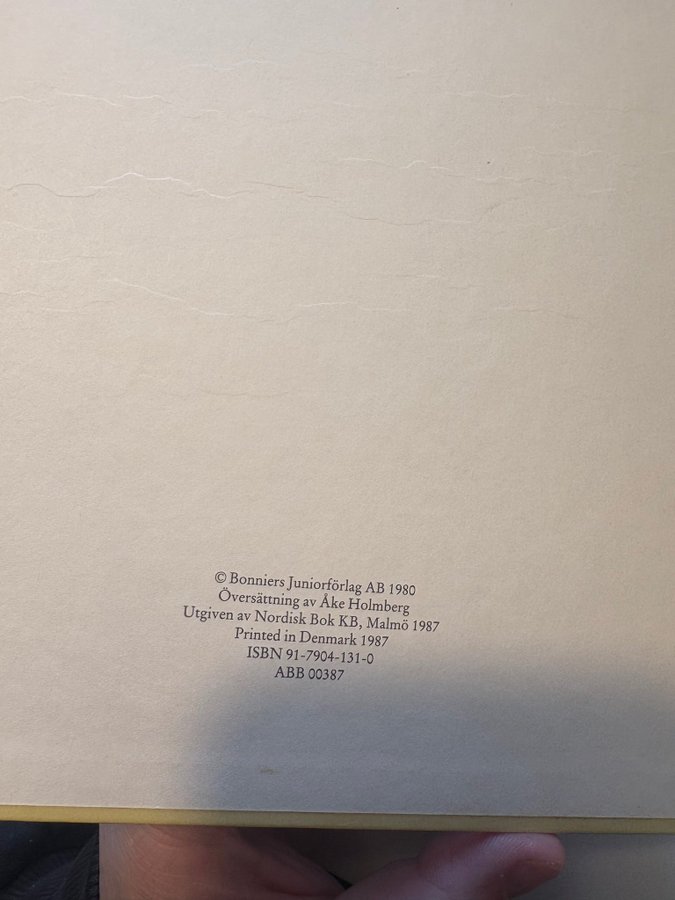 © Bonniers Juniorförlag AB 1980
Översättning av Åke Holmberg
Utgiven av Nordisk Bok KB, Malmö 1987
Printed in Denmark 1987
ISBN 91-7904-131-0
ABB 00387